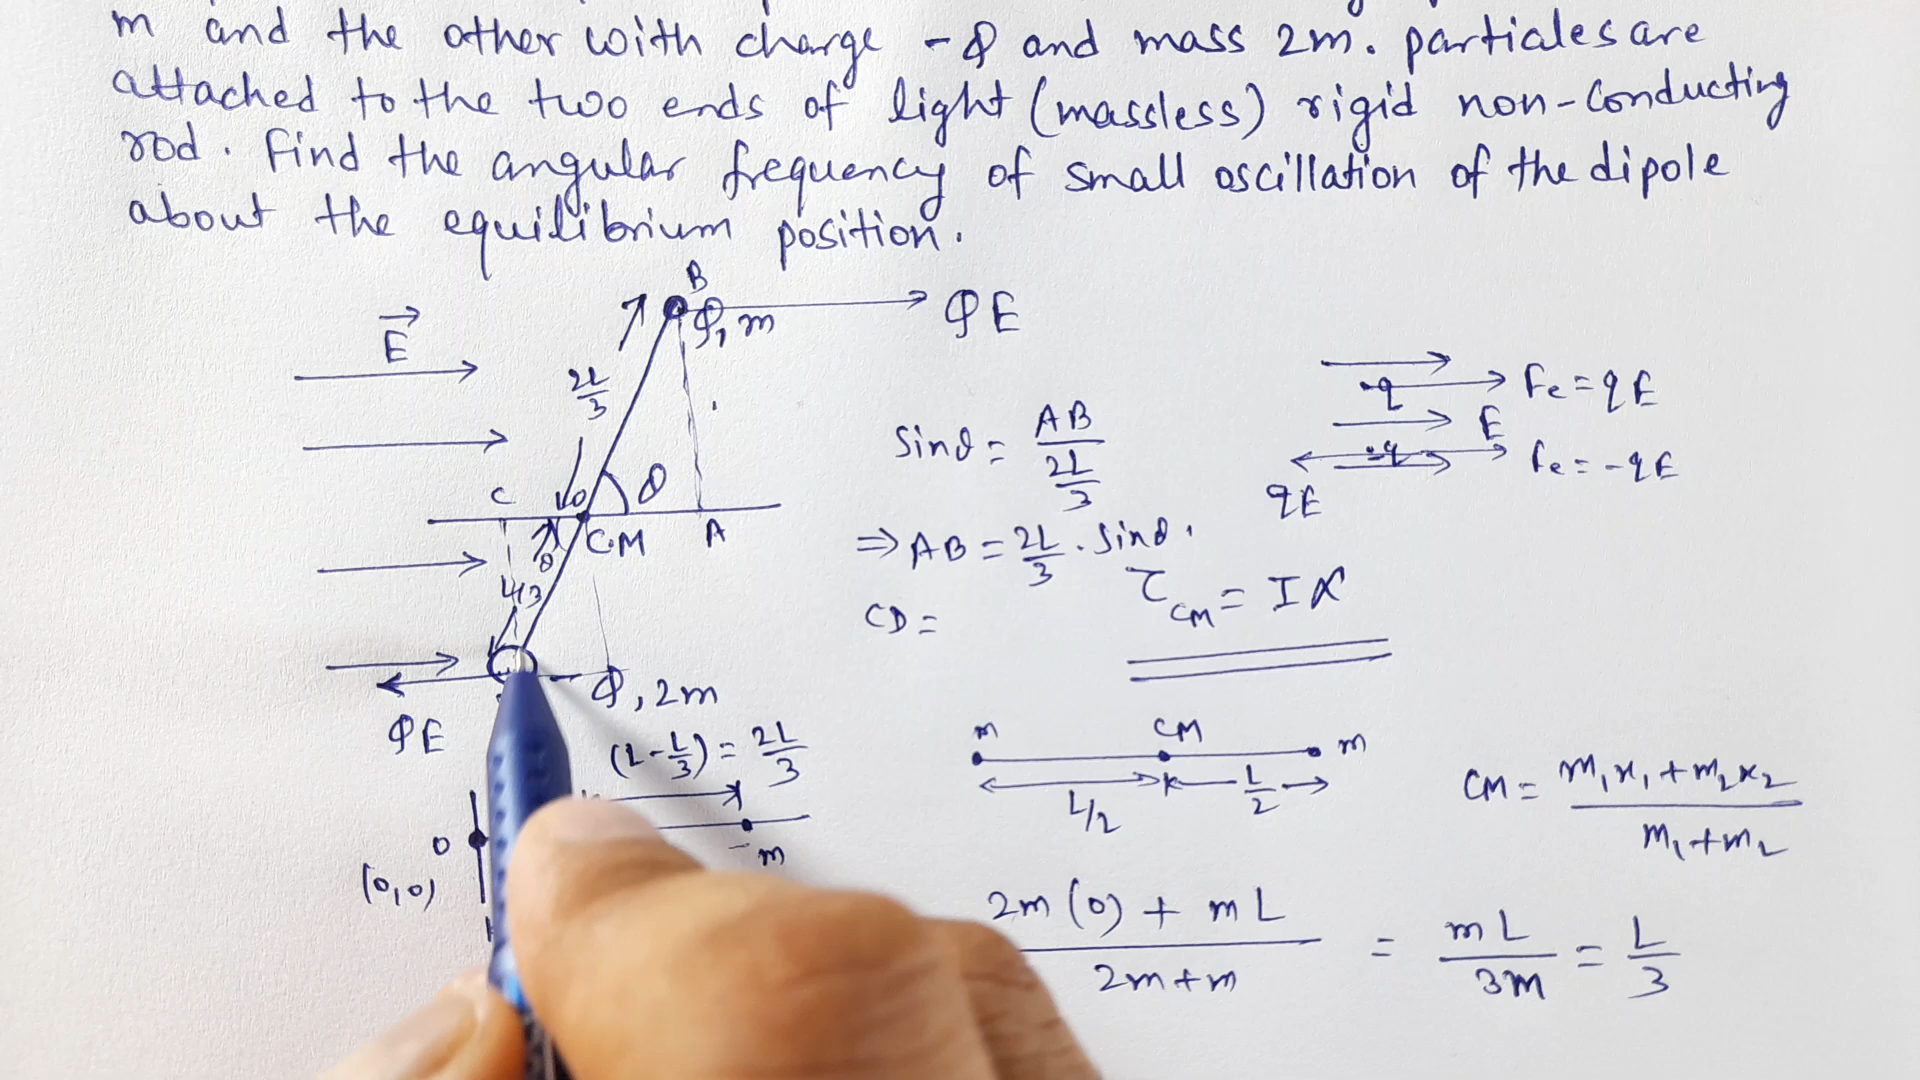 m and the other with charge -Q and mass 2m. particles are
attached to the two ends of light (massless) rigid non-conducting
rod. Find the angular frequency of small oscillation of the dipole
about the equilibrium position.
B
E⃗
Q, m
QE
2L/3
θ
C
C.M
A
θ
L/3
QE
-Q, 2m
(L-L/3) = 2L/3
O
(0,0)
m
Sinθ = AB/(2L/3)
⇒ AB = 2L/3 . Sinθ.
CD =
τ_CM = Iα
q
Fe = qE
E
-q
Fe = -qE
qE
m
CM
m
L/2
L/2
CM = (m₁x₁ + m₂x₂)/(m₁+m₂)
(2m(0) + mL)/(2m+m) = mL/3m = L/3